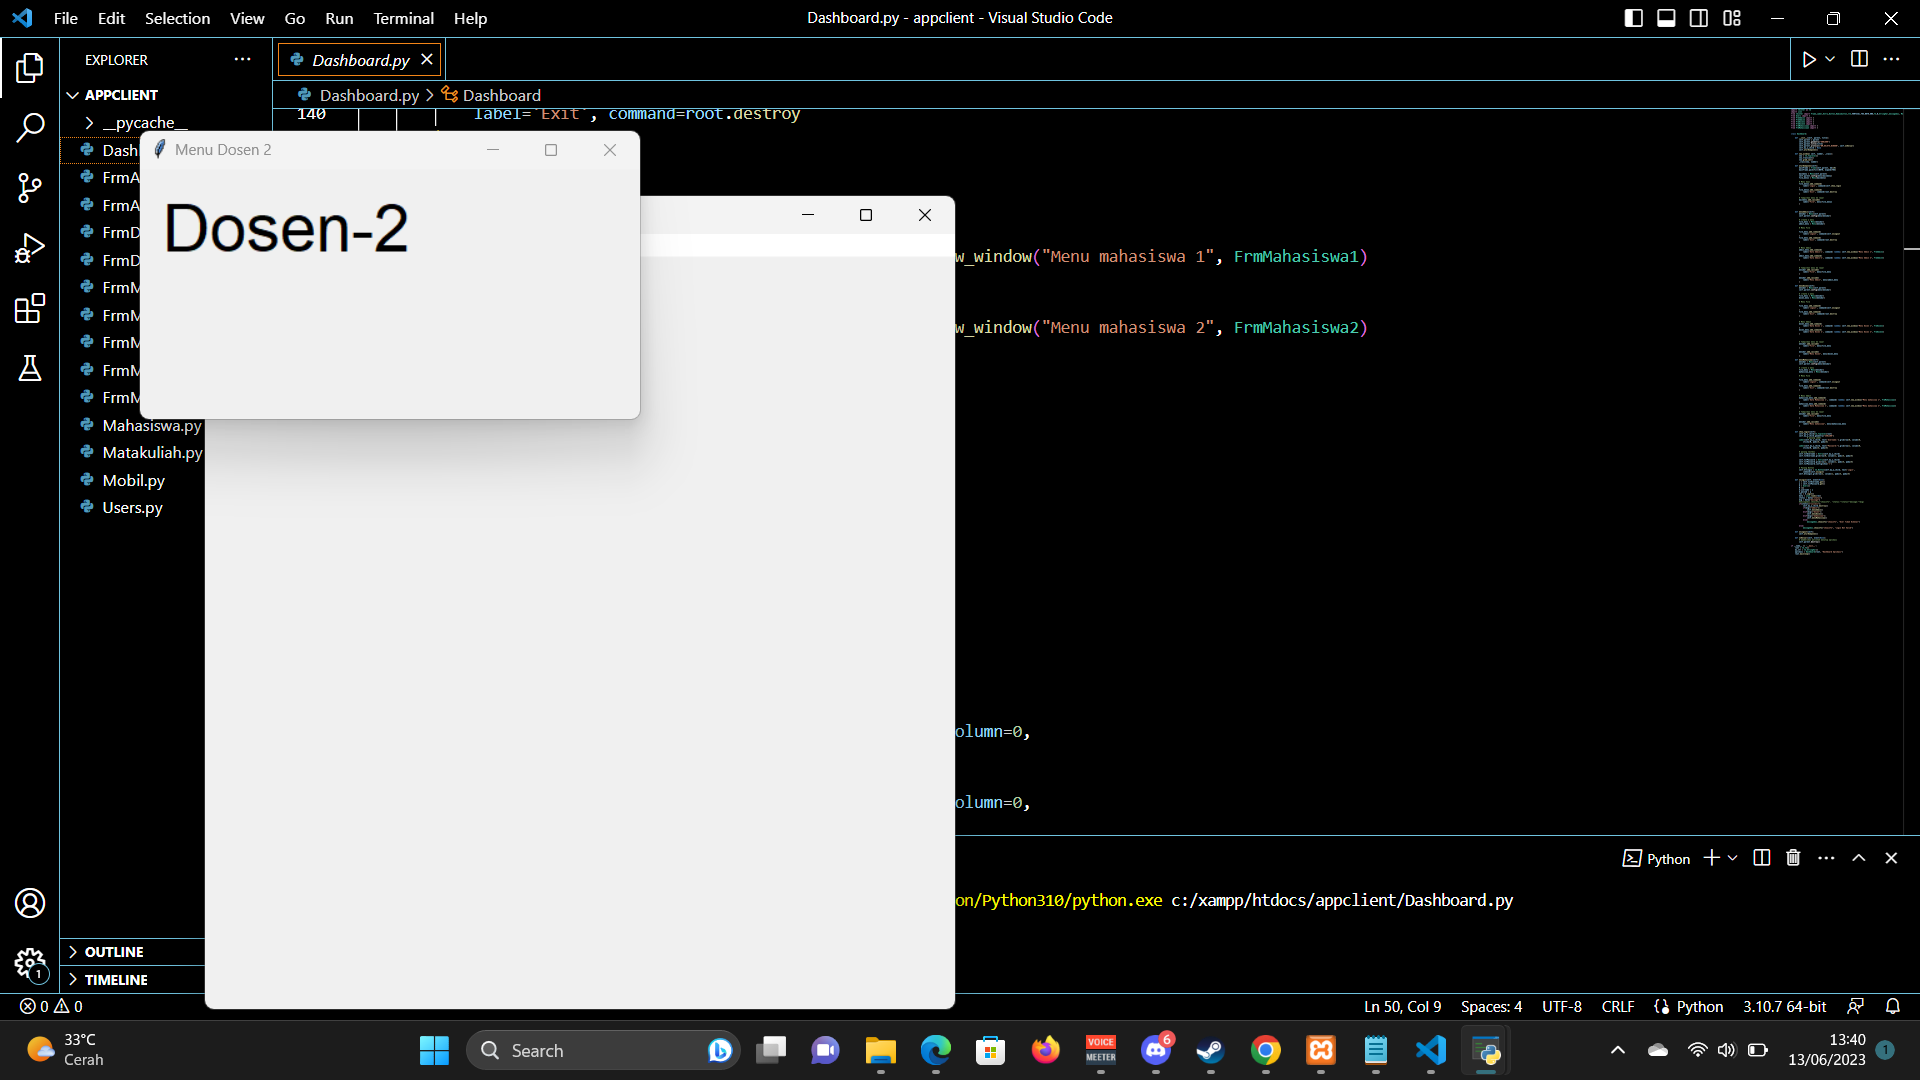 File Edit Selection View Go Run Terminal Help
Dashboard.py - appclient - Visual Studio Code
EXPLORER
Dashboard.py
APPCLIENT
Dashboard.py > Dashboard
__pycache__
140 label='Exit', command=root.destroy
Dash
Menu Dosen 2
FrmA
Dosen-2
FrmA
FrmD
w_window("Menu mahasiswa 1", FrmMahasiswa1)
FrmD
FrmM
FrmM
w_window("Menu mahasiswa 2", FrmMahasiswa2)
FrmM
FrmM
FrmM
Mahasiswa.py
Matakuliah.py
Mobil.py
Users.py
olumn=0,
olumn=0,
Python
on/Python310/python.exe c:/xampp/htdocs/appclient/Dashboard.py
OUTLINE
1
TIMELINE
0 0
Ln 50, Col 9 Spaces: 4 UTF-8 CRLF Python 3.10.7 64-bit
33°C
Cerah
Search
VOICE
MEETER
6
13:40
13/06/2023
1